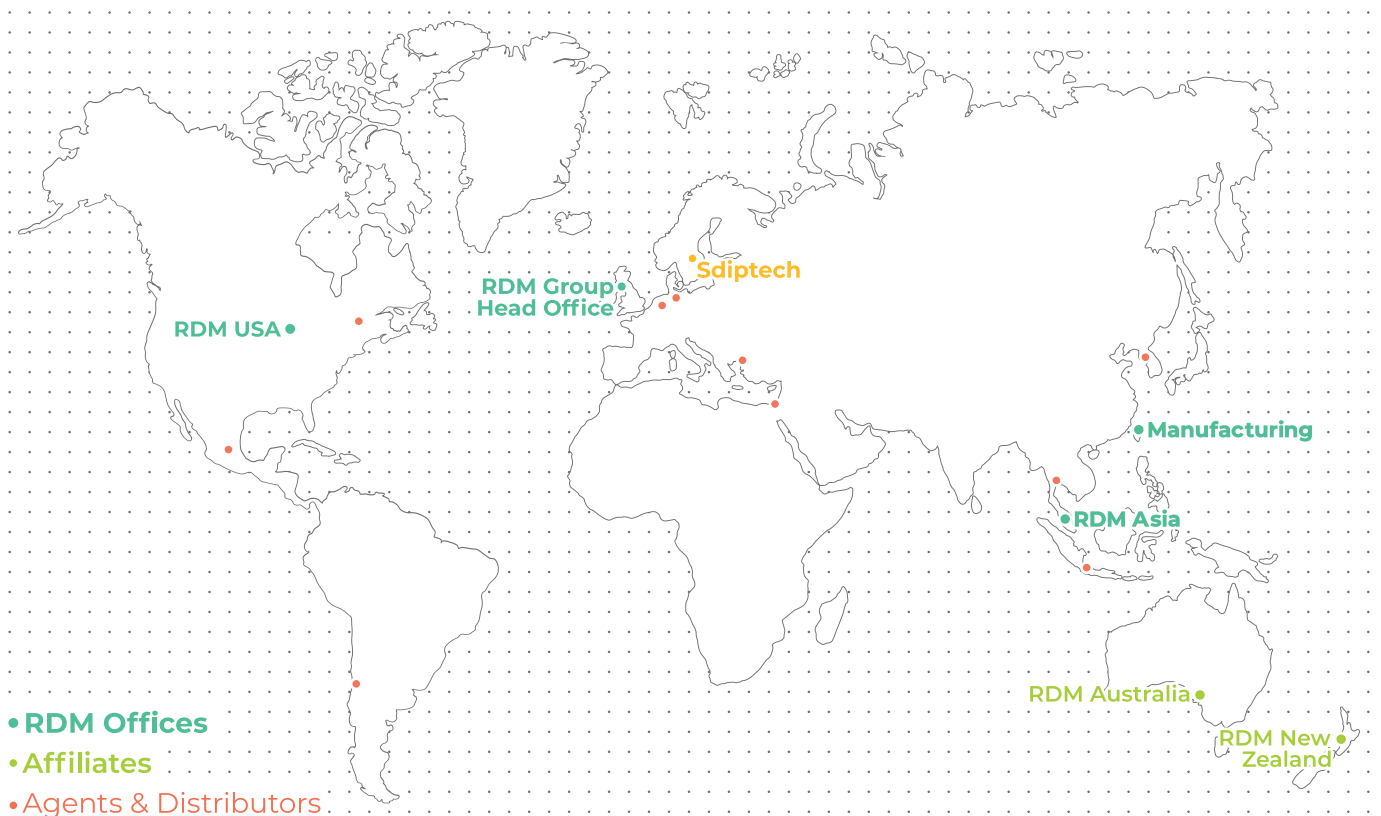 Sdiptech
RDM Group
Head Office
RDM USA
Manufacturing
RDM Asia
RDM Australia
RDM New
Zealand
RDM Offices
Affiliates
Agents & Distributors